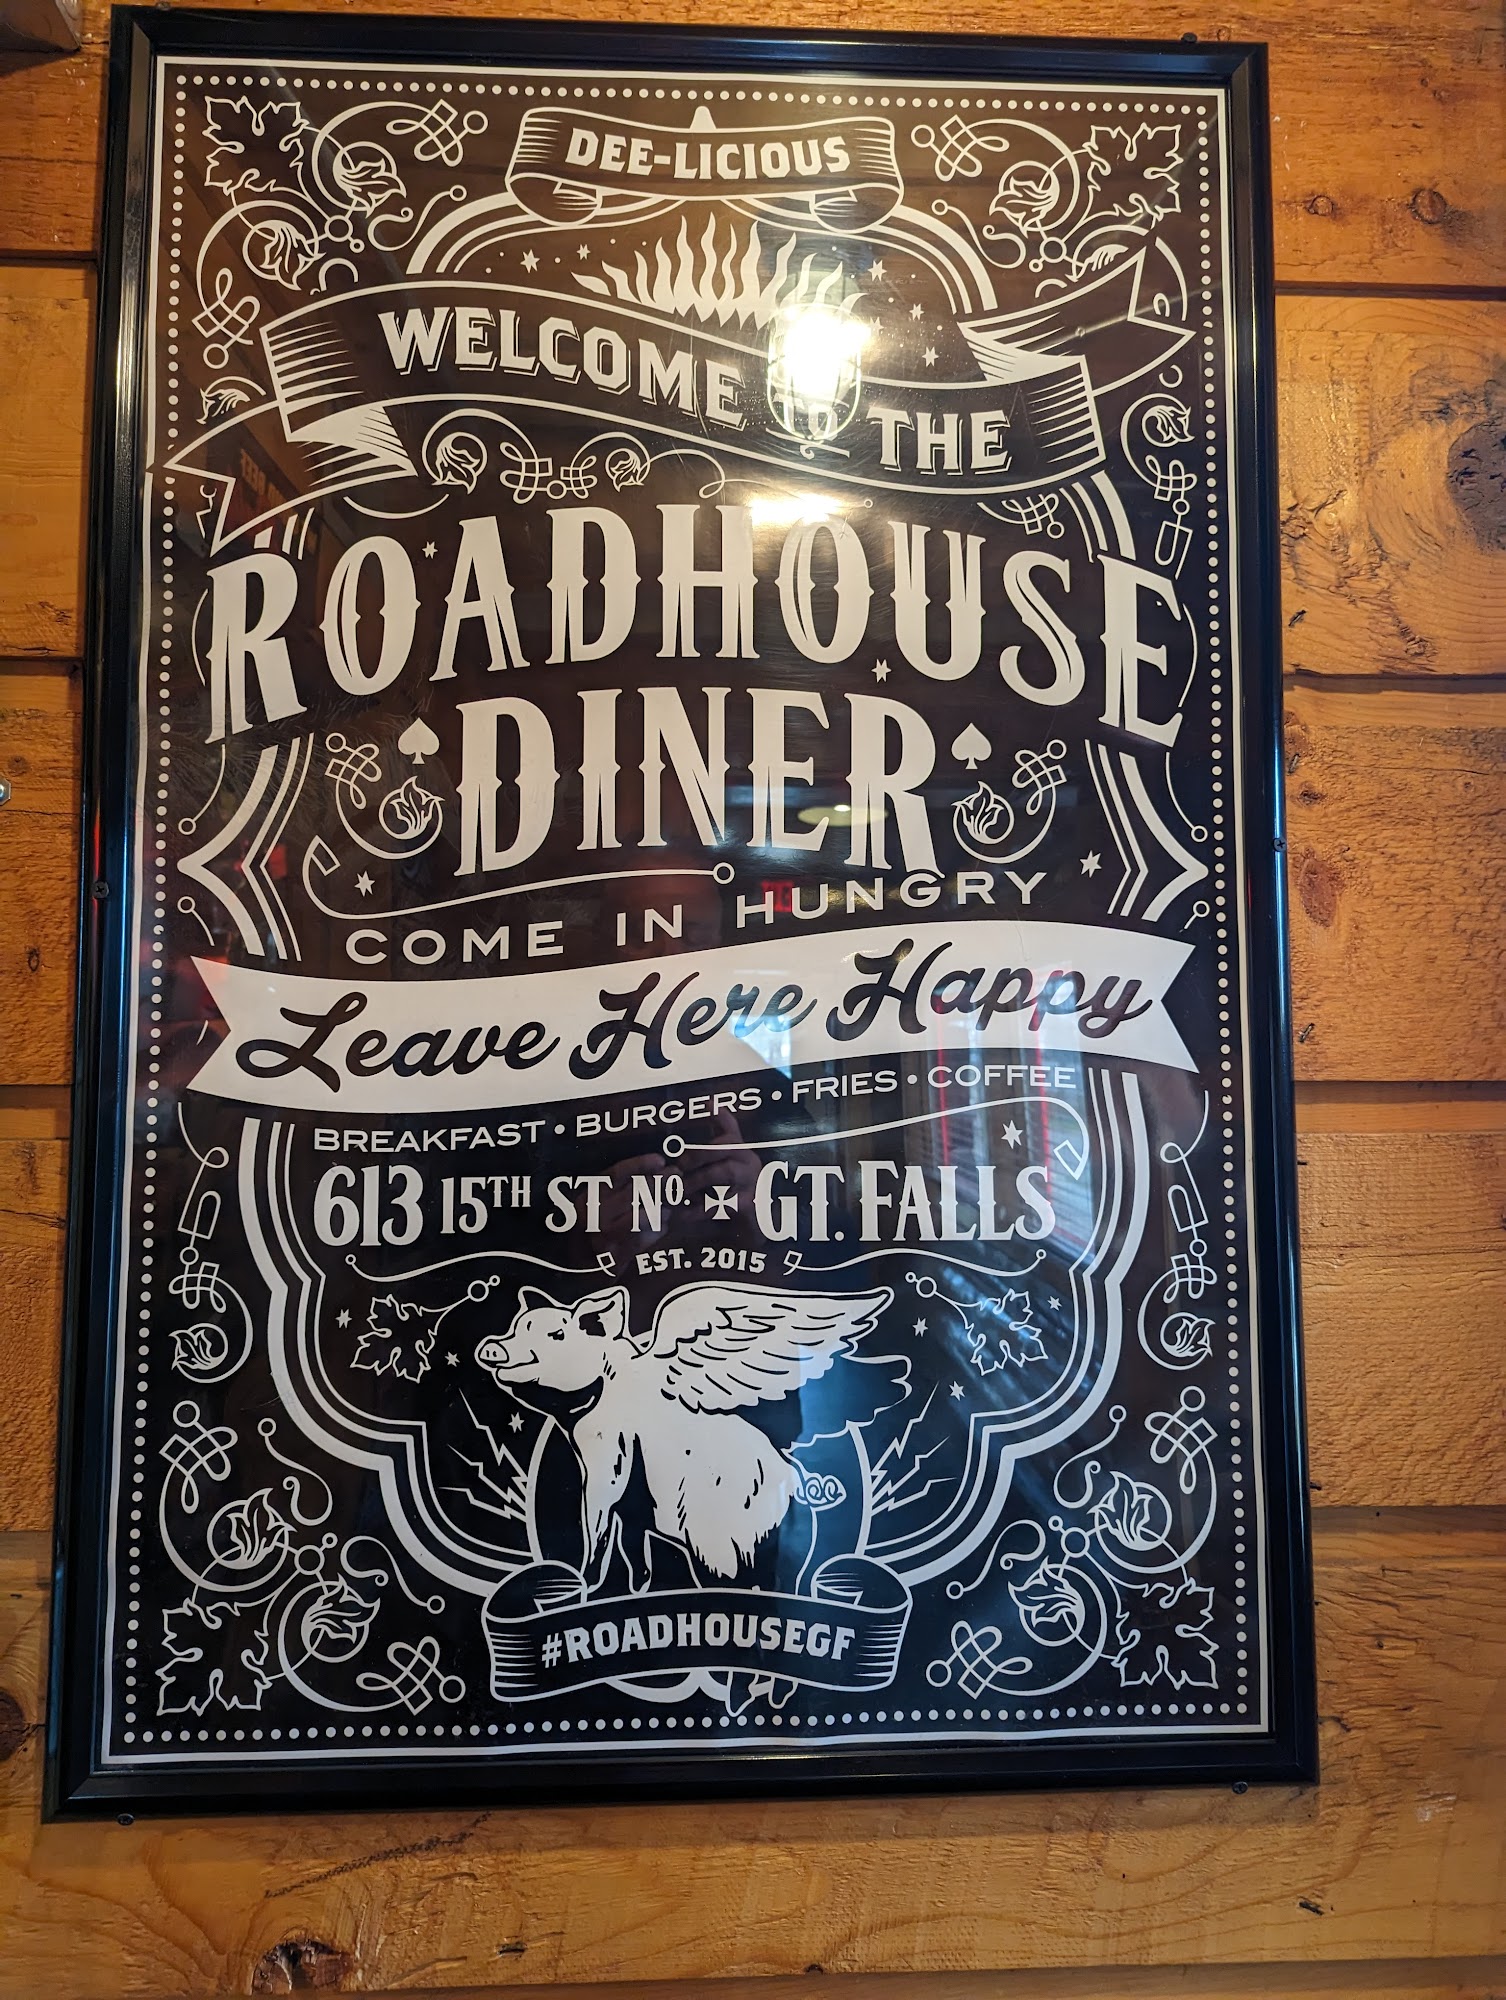 DEE-LICIOUS
WELCOME TO THE
ROADHOUSE
DINER
COME IN HUNGRY
Leave Here Happy
BREAKFAST • BURGERS • FRIES • COFFEE
613 15TH ST NO. ✠ GT. FALLS
EST. 2015
#ROADHOUSEGF